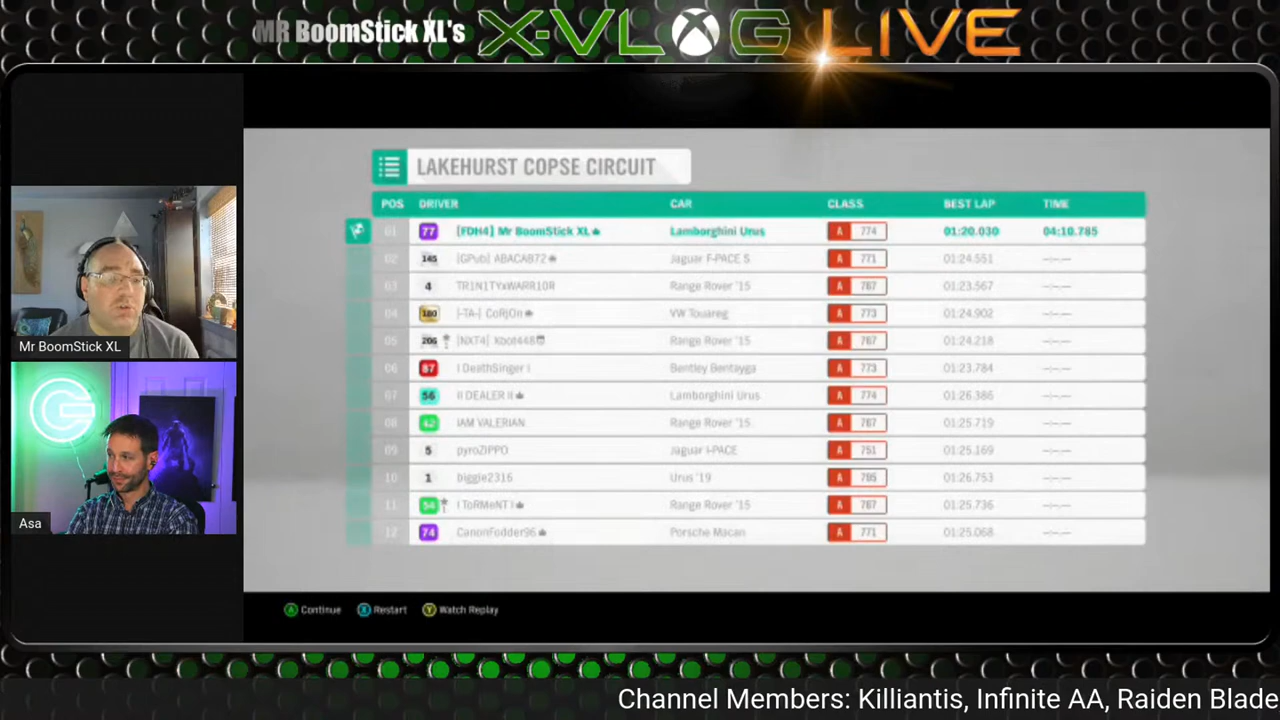 MR BoomStick XL's X-VLOG LIVE
LAKEHURST COPSE CIRCUIT
POS DRIVER CAR CLASS BEST LAP TIME
01 77 [FDH4] Mr BoomStick XL Lamborghini Urus A 774 01:20.030 04:10.785
02 145 [GPub] ABACAB72 Jaguar F-PACE S A 771 01:24.551 --:--.---
03 4 TR1N1TYxWARR10R Range Rover '15 A 767 01:23.567 --:--.---
04 180 [-TA-] CoRJOn VW Touareg A 773 01:24.902 --:--.---
05 206 [NXT4] Xbot448 Range Rover '15 A 767 01:24.218 --:--.---
06 87 I DeathSinger I Bentley Bentayga A 773 01:23.784 --:--.---
07 56 II DEALER II Lamborghini Urus A 774 01:26.386 --:--.---
08 42 IAM VALERIAN Range Rover '15 A 767 01:25.719 --:--.---
09 5 pyroZIPPO Jaguar I-PACE A 751 01:25.169 --:--.---
10 1 biggie2316 Urus '19 A 785 01:26.753 --:--.---
11 54 I ToRMeNT I Range Rover '15 A 767 01:25.736 --:--.---
12 74 CanonFodder96 Porsche Macan A 771 01:25.068 --:--.---
Mr BoomStick XL
Asa
A Continue X Restart Y Watch Replay
Channel Members: Killiantis, Infinite AA, Raiden Blade